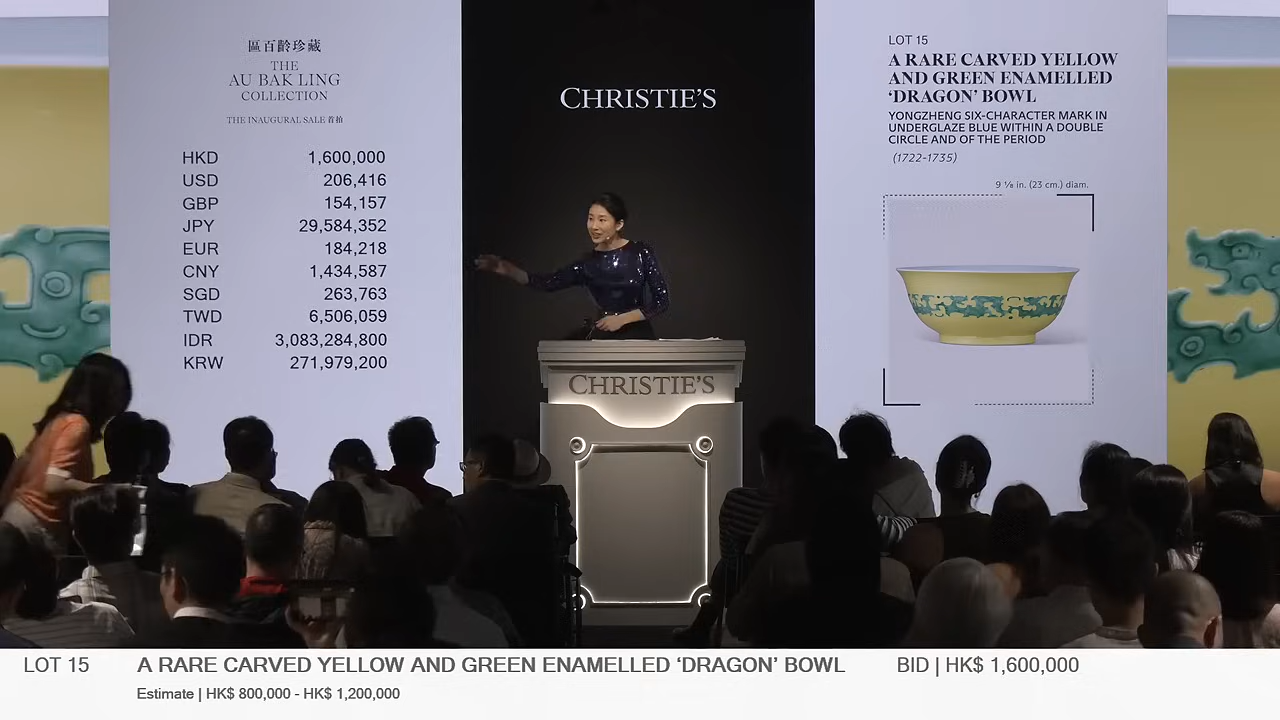 區百齡珍藏
THE
AU BAK LING
COLLECTION
THE INAUGURAL SALE 首拍
HKD 1,600,000
USD 206,416
GBP 154,157
JPY 29,584,352
EUR 184,218
CNY 1,434,587
SGD 263,763
TWD 6,506,059
IDR 3,083,284,800
KRW 271,979,200
CHRISTIE'S
CHRISTIE'S
LOT 15
A RARE CARVED YELLOW
AND GREEN ENAMELLED
‘DRAGON’ BOWL
YONGZHENG SIX-CHARACTER MARK IN
UNDERGLAZE BLUE WITHIN A DOUBLE
CIRCLE AND OF THE PERIOD
(1722-1735)
9 1/8 in. (23 cm.) diam.
LOT 15 A RARE CARVED YELLOW AND GREEN ENAMELLED ‘DRAGON’ BOWL BID | HK$ 1,600,000
Estimate | HK$ 800,000 - HK$ 1,200,000